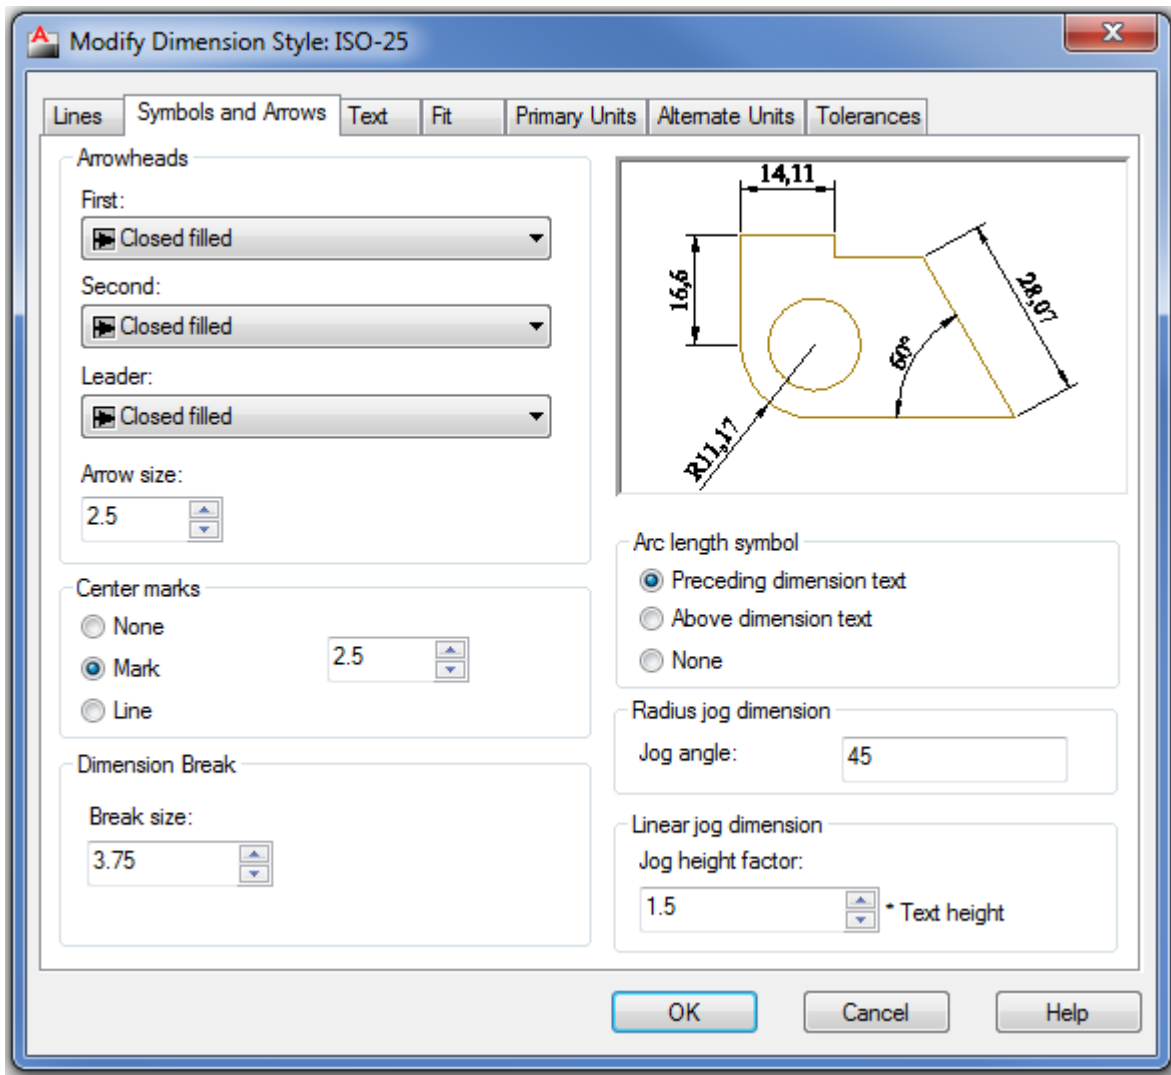 Modify Dimension Style: ISO-25
Lines Symbols and Arrows Text Fit Primary Units Alternate Units Tolerances
Arrowheads
First:
Closed filled
Second:
Closed filled
Leader:
Closed filled
Arrow size:
2.5
Center marks
None
Mark
2.5
Line
Dimension Break
Break size:
3.75
14,11
16,6
28,07
60°
R11,17
Arc length symbol
Preceding dimension text
Above dimension text
None
Radius jog dimension
Jog angle:
45
Linear jog dimension
Jog height factor:
1.5
* Text height
OK Cancel Help